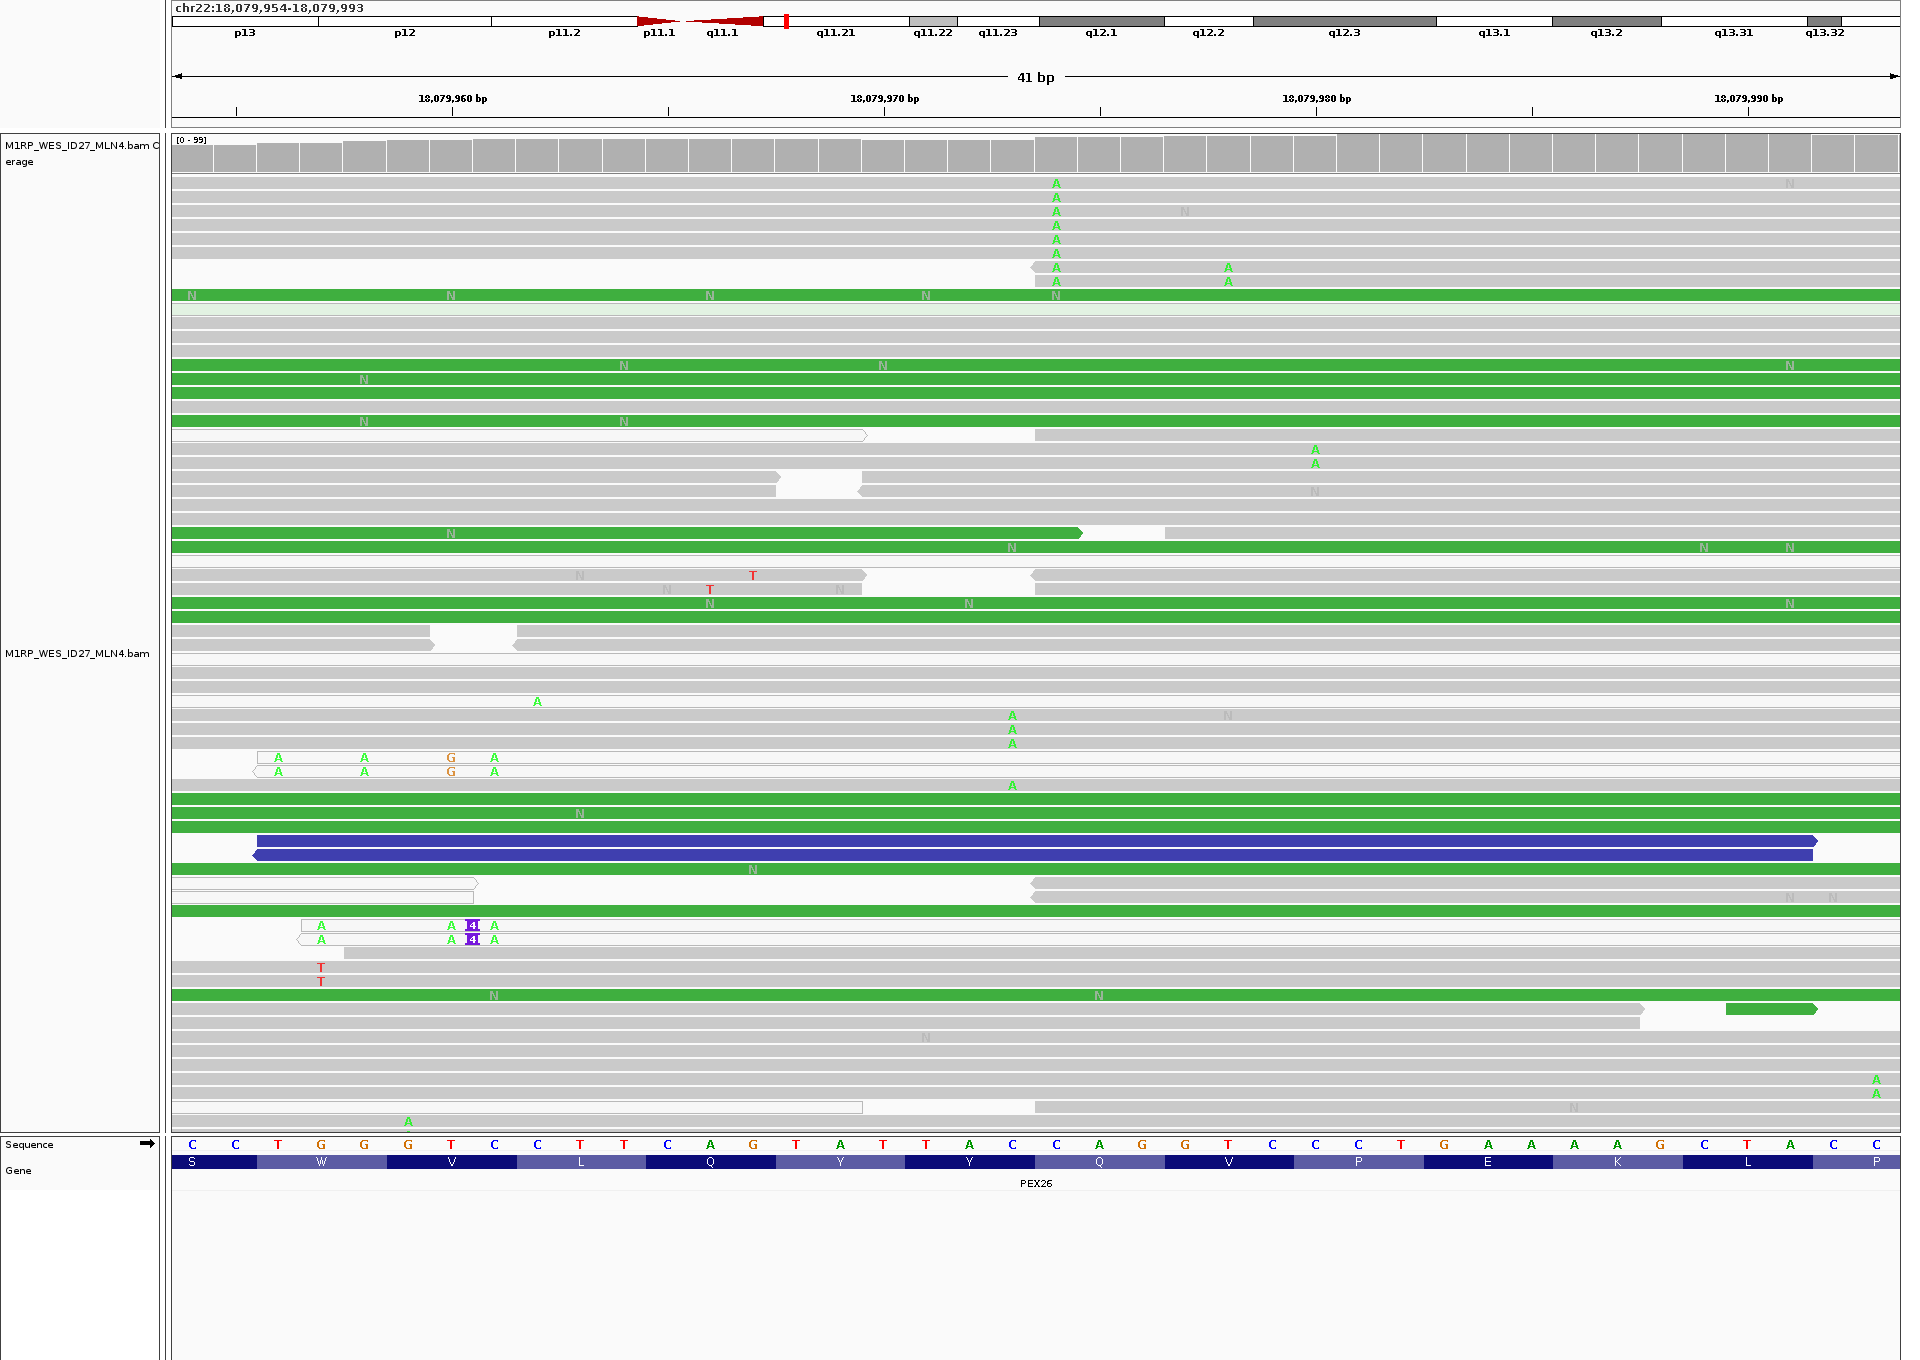 chr22:18,079,954-18,079,993
p13 p12 p11.2 p11.1 q11.1 q11.21 q11.22 q11.23 q12.1 q12.2 q12.3 q13.1 q13.2 q13.31 q13.32
41 bp
18,079,960 bp 18,079,970 bp 18,079,980 bp 18,079,990 bp
M1RP_WES_ID27_MLN4.bam C
erage
[0 - 99]
A N
A
A N
A
A
A
A A
A A
N N N N N
N N N
N
N N
A
A
N
N
N N N
N T
N T N
N N N
A
A N
A
A
A A G A
A A G A
A
N
N
N N
A A 4 A
A A 4 A
T
T
N N
N
A
A
N
A
M1RP_WES_ID27_MLN4.bam
Sequence C C T G G G T C C T T C A G T A T T A C C A G G T C C C T G A A A A G C T A C C
Gene S W V L Q Y Y Q V P E K L P
PEX26